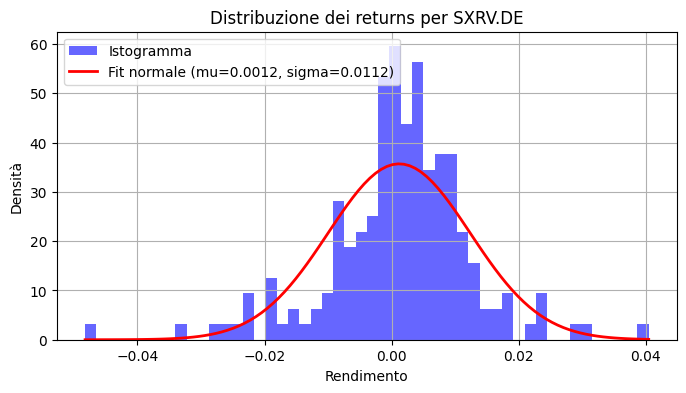 Distribuzione dei returns per SXRV.DE
Istogramma
Fit normale (mu=0.0012, sigma=0.0112)
Densità
60
50
40
30
20
10
0
−0.04
−0.02
0.00
0.02
0.04
Rendimento